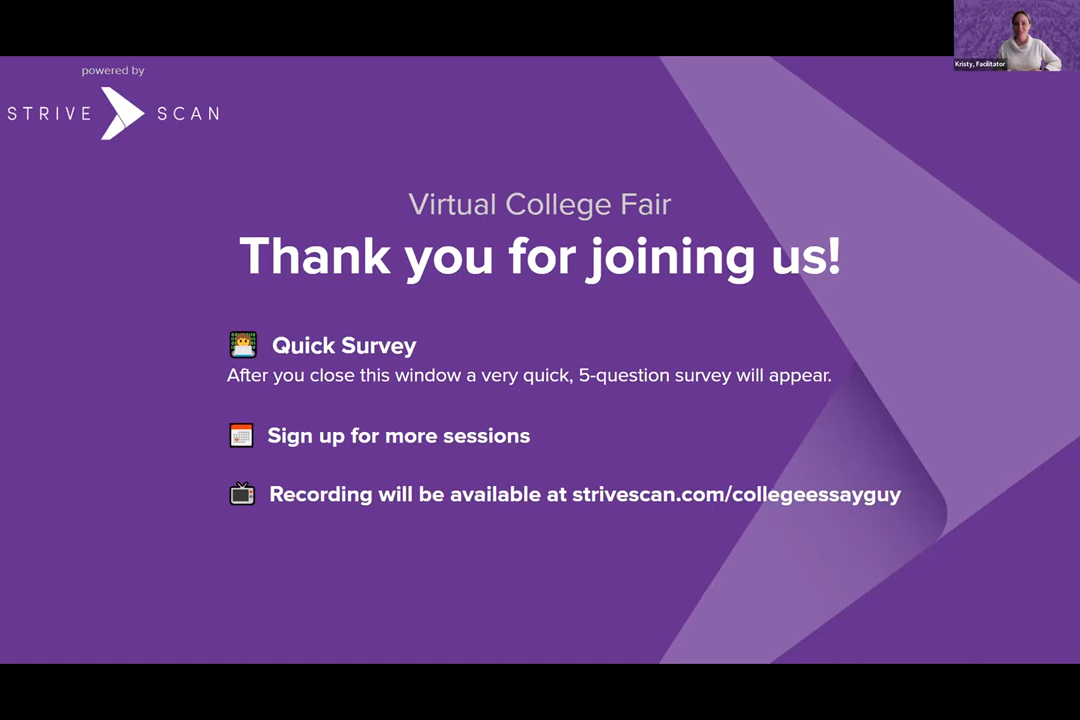 Kristy, Facilitator
powered by
STRIVE SCAN
Virtual College Fair
Thank you for joining us!
Quick Survey
After you close this window a very quick, 5-question survey will appear.
Sign up for more sessions
Recording will be available at strivescan.com/collegeessayguy